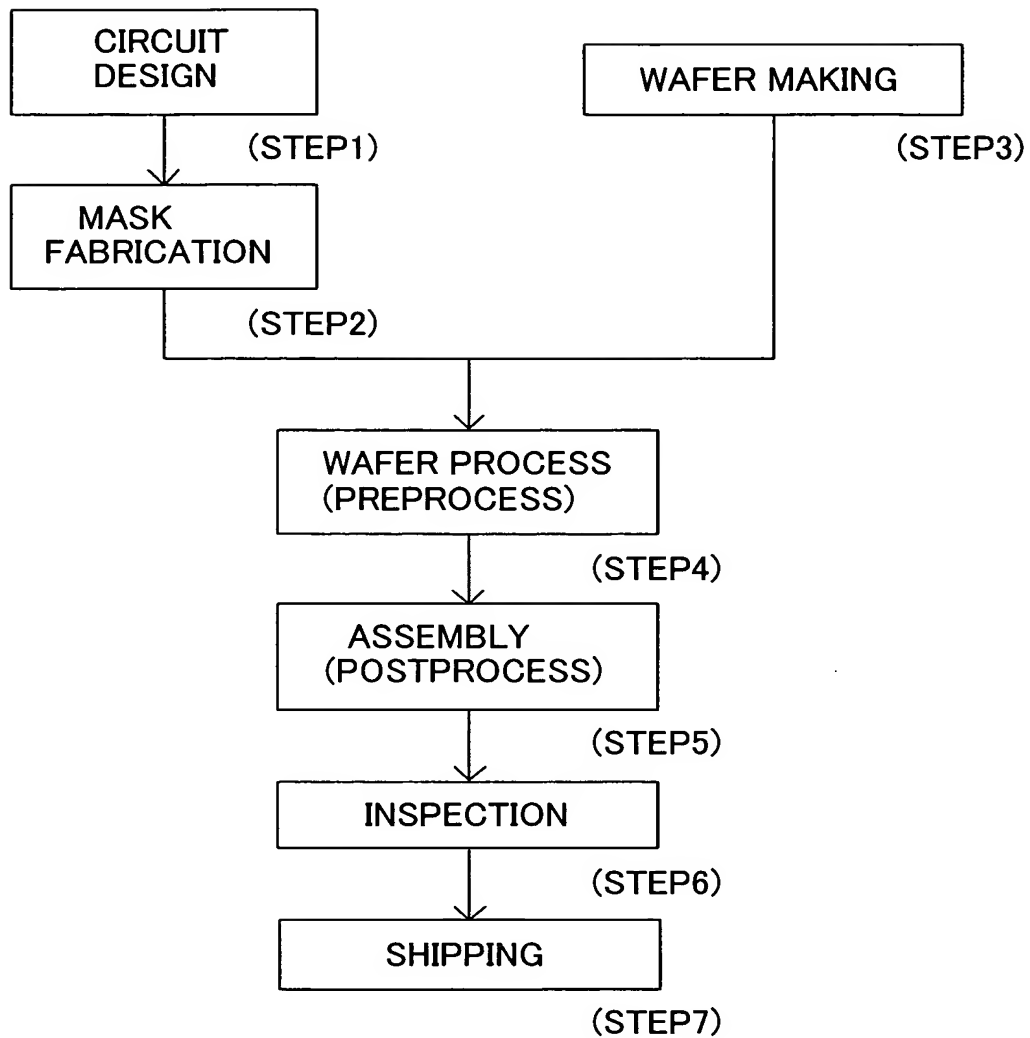 CIRCUIT
DESIGN
WAFER MAKING
(STEP1)
(STEP3)
MASK
FABRICATION
(STEP2)
WAFER PROCESS
(PREPROCESS)
(STEP4)
ASSEMBLY
(POSTPROCESS)
(STEP5)
INSPECTION
(STEP6)
SHIPPING
(STEP7)